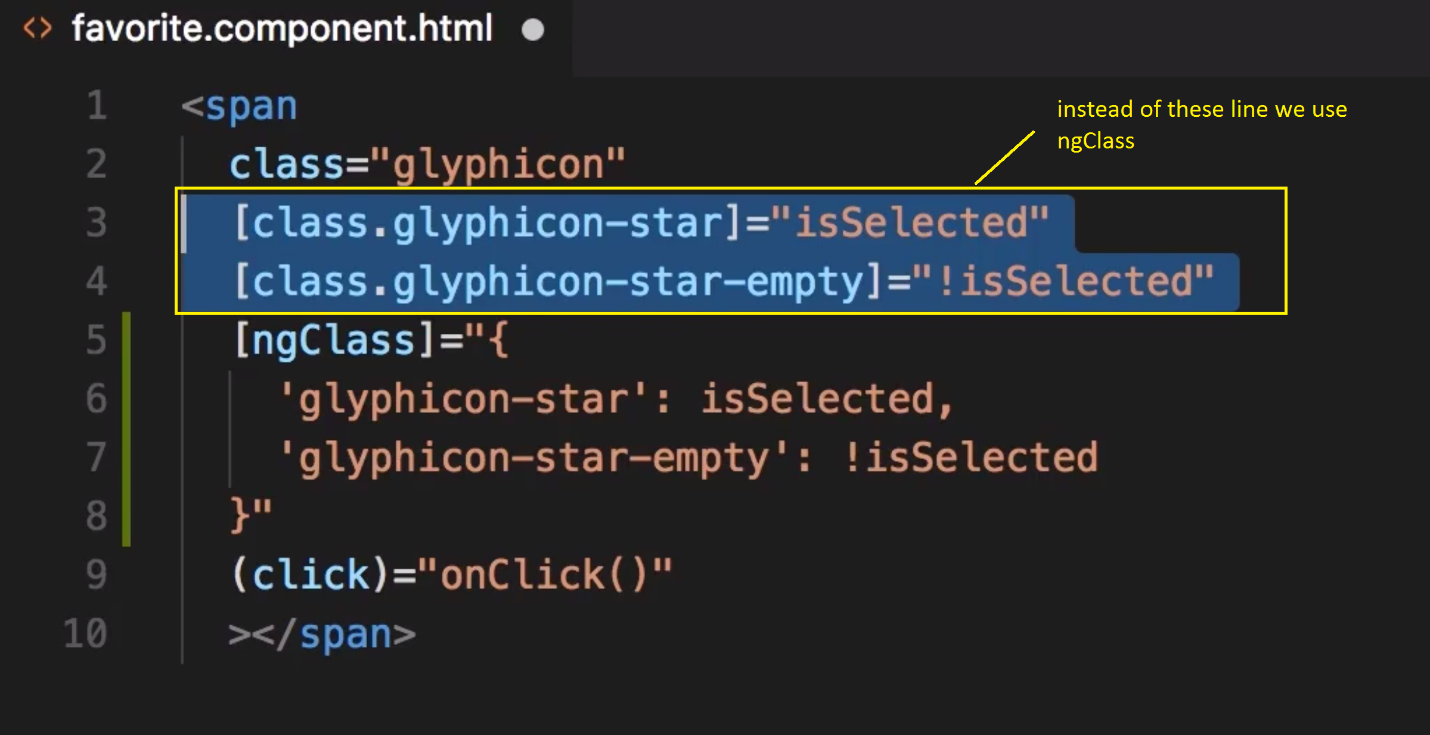 <> favorite.component.html ●
instead of these line we use
ngClass
1 <span
2 class="glyphicon"
3 [class.glyphicon-star]="isSelected"
4 [class.glyphicon-star-empty]="!isSelected"
5 [ngClass]="{
6 'glyphicon-star': isSelected,
7 'glyphicon-star-empty': !isSelected
8 }"
9 (click)="onClick()"
10 ></span>